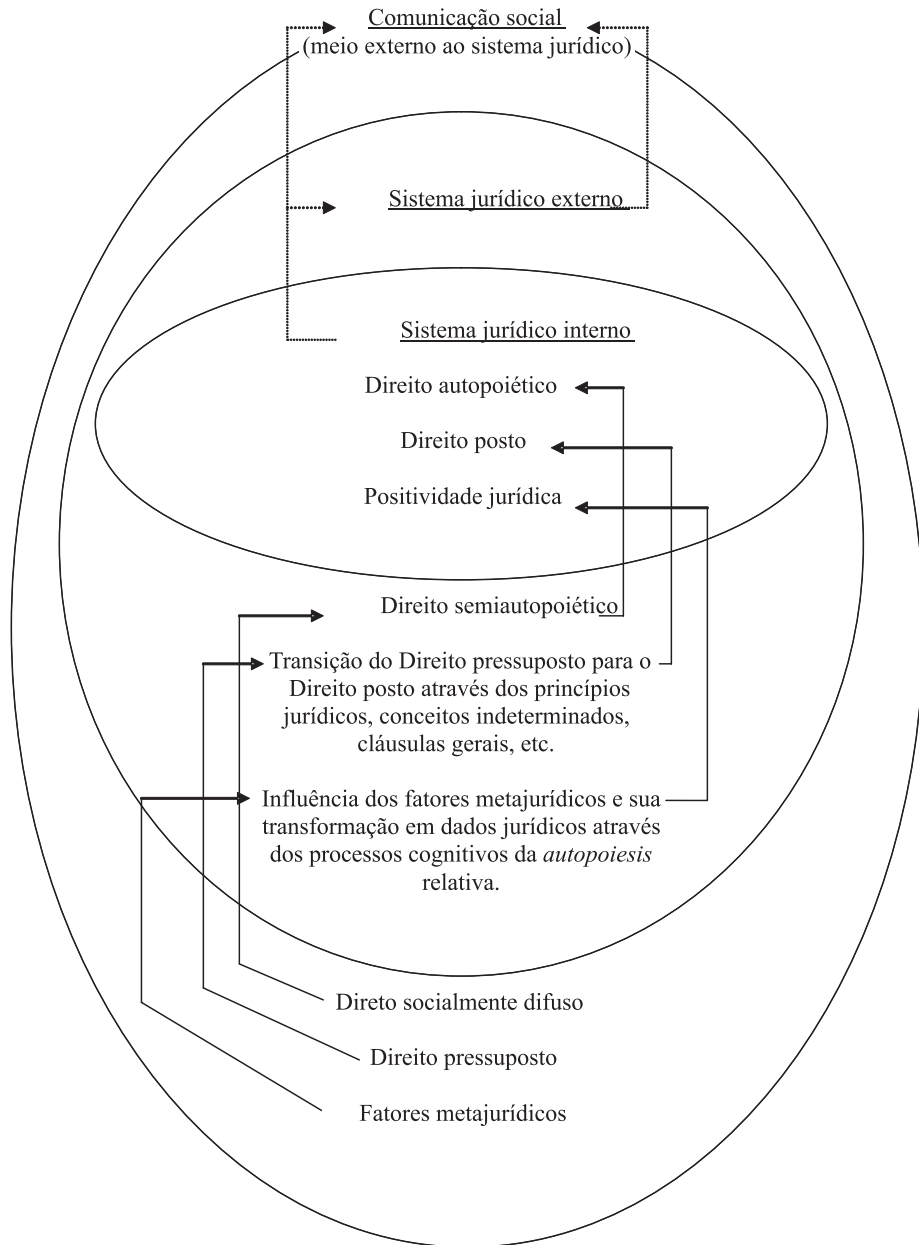 Comunicação social
(meio externo ao sistema jurídico)
Sistema jurídico externo
Sistema jurídico interno
Direito autopoiético
Direito posto
Positividade jurídica
Direito semiautopoiético
Transição do Direito pressuposto para o
Direito posto através dos princípios
jurídicos, conceitos indeterminados,
cláusulas gerais, etc.
Influência dos fatores metajurídicos e sua
transformação em dados jurídicos através
dos processos cognitivos da autopoiesis
relativa.
Direto socialmente difuso
Direito pressuposto
Fatores metajurídicos